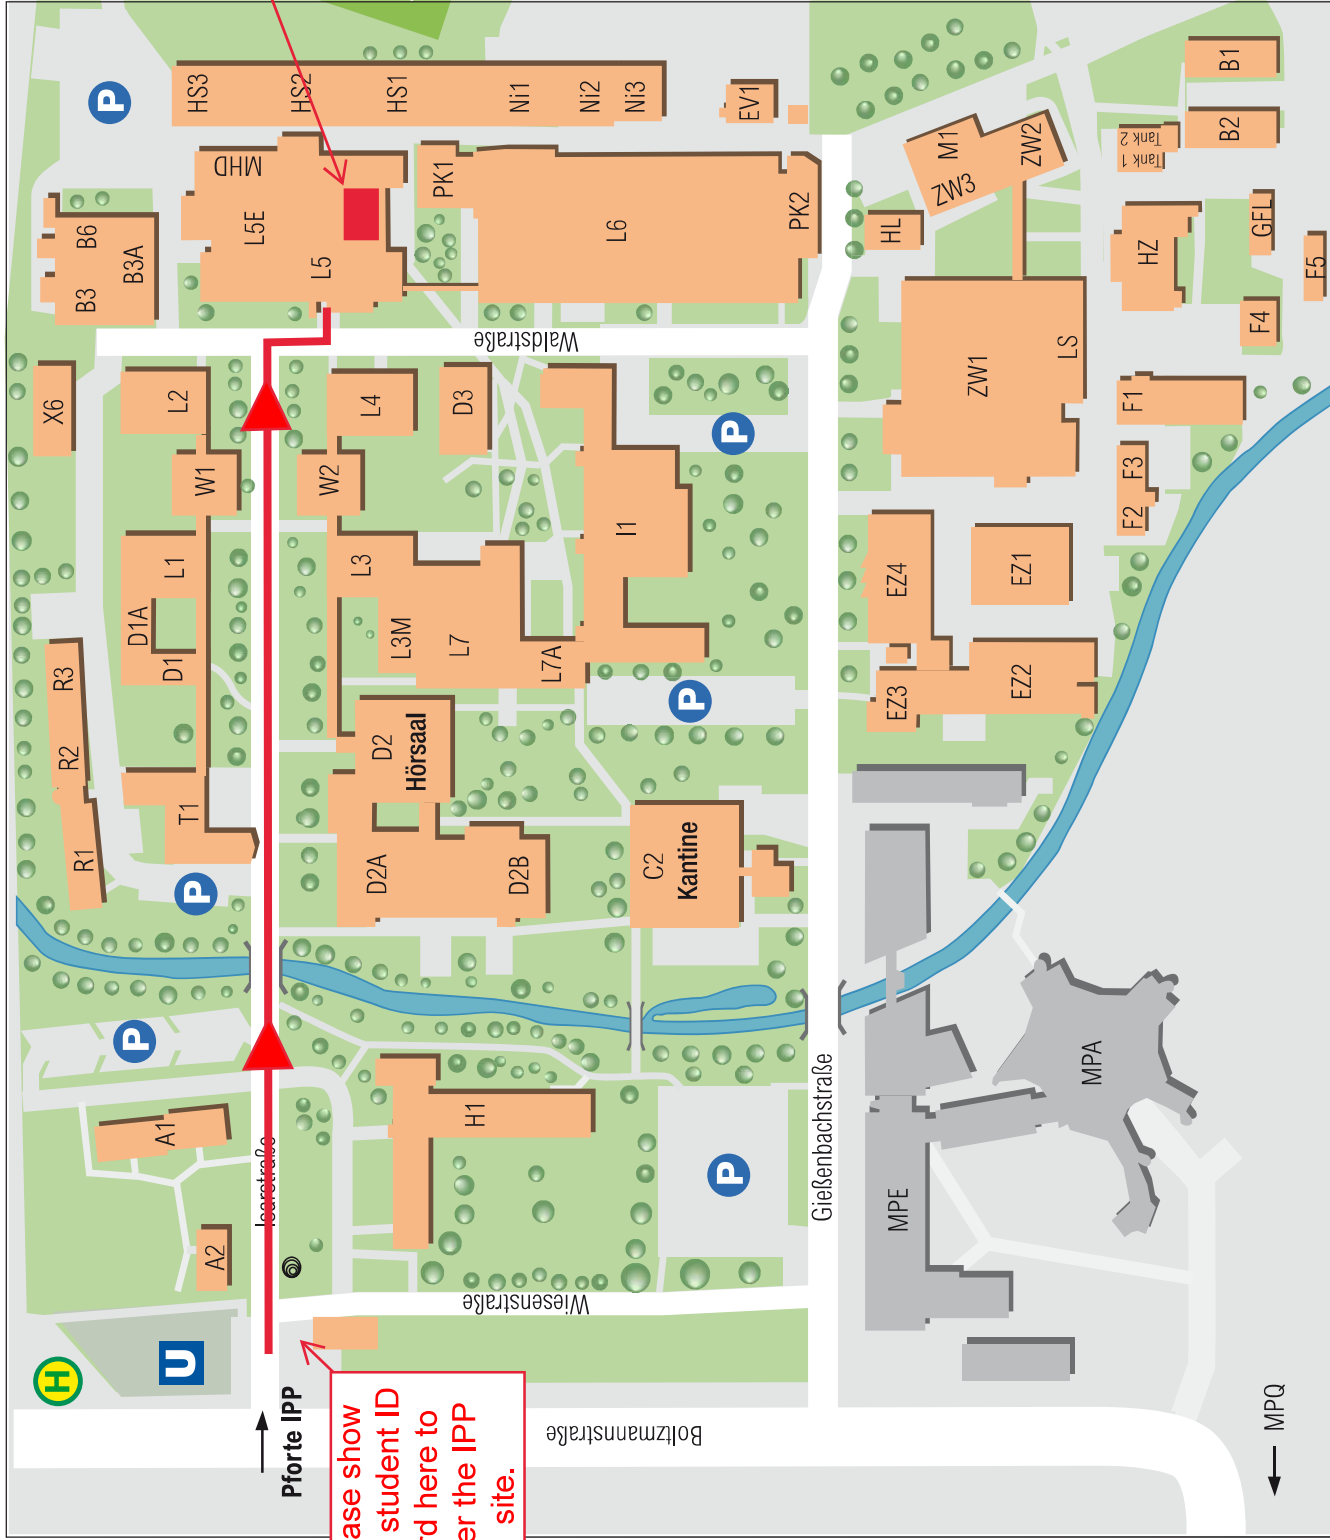 HS3
HS2
HS1
Ni1
Ni2
Ni3
EV1
P
MHD
L5E
L5
PK1
L6
PK2
B6
B3
B3A
M1
ZW2
ZW3
HL
Tank 2
Tank 1
B1
B2
HZ
GFL
F5
F4
Waldstraße
X6
L2
L4
D3
P
ZW1
LS
F1
W1
W2
F3
F2
I1
L1
D1A
D1
L3
L3M
L7
L7A
EZ4
EZ1
EZ3
EZ2
R3
R2
R1
P
D2
Hörsaal
T1
D2A
D2B
C2
Kantine
P
P
A1
Isarstraße
H1
P
Gießenbachstraße
MPA
MPE
A2
Wiesenstraße
H
U
Pforte IPP
ase show
student ID
rd here to
er the IPP
site.
Boltzmannstraße
MPQ